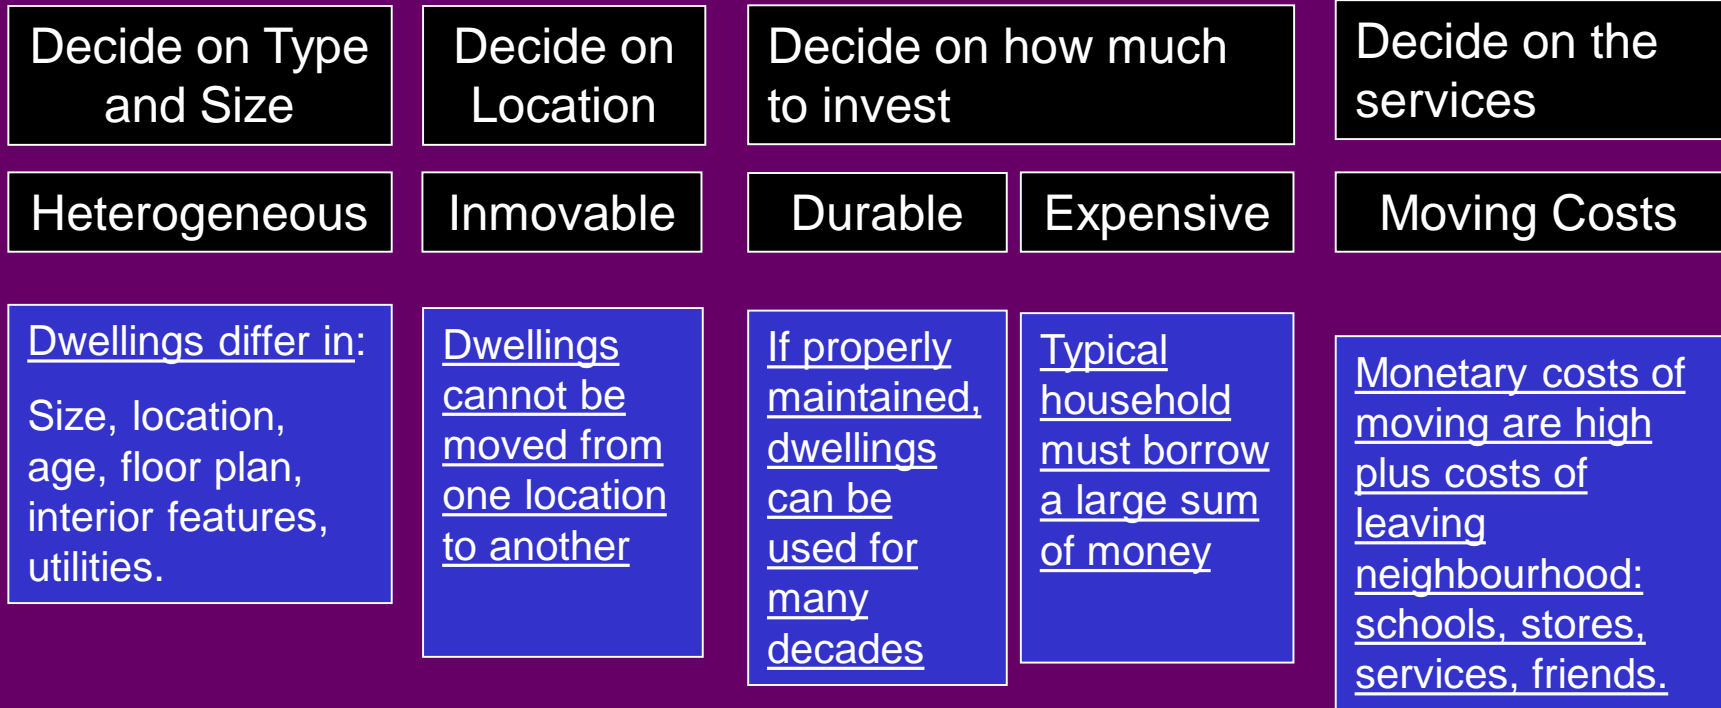 Decide on Type
and Size
Decide on
Location
Decide on how much
to invest
Decide on the
services
Heterogeneous
Inmovable
Durable
Expensive
Moving Costs
Dwellings differ in:
Size, location,
age, floor plan,
interior features,
utilities.
Dwellings
cannot be
moved from
one location
to another
If properly
maintained,
dwellings
can be
used for
many
decades
Typical
household
must borrow
a large sum
of money
Monetary costs of
moving are high
plus costs of
leaving
neighbourhood:
schools, stores,
services, friends.